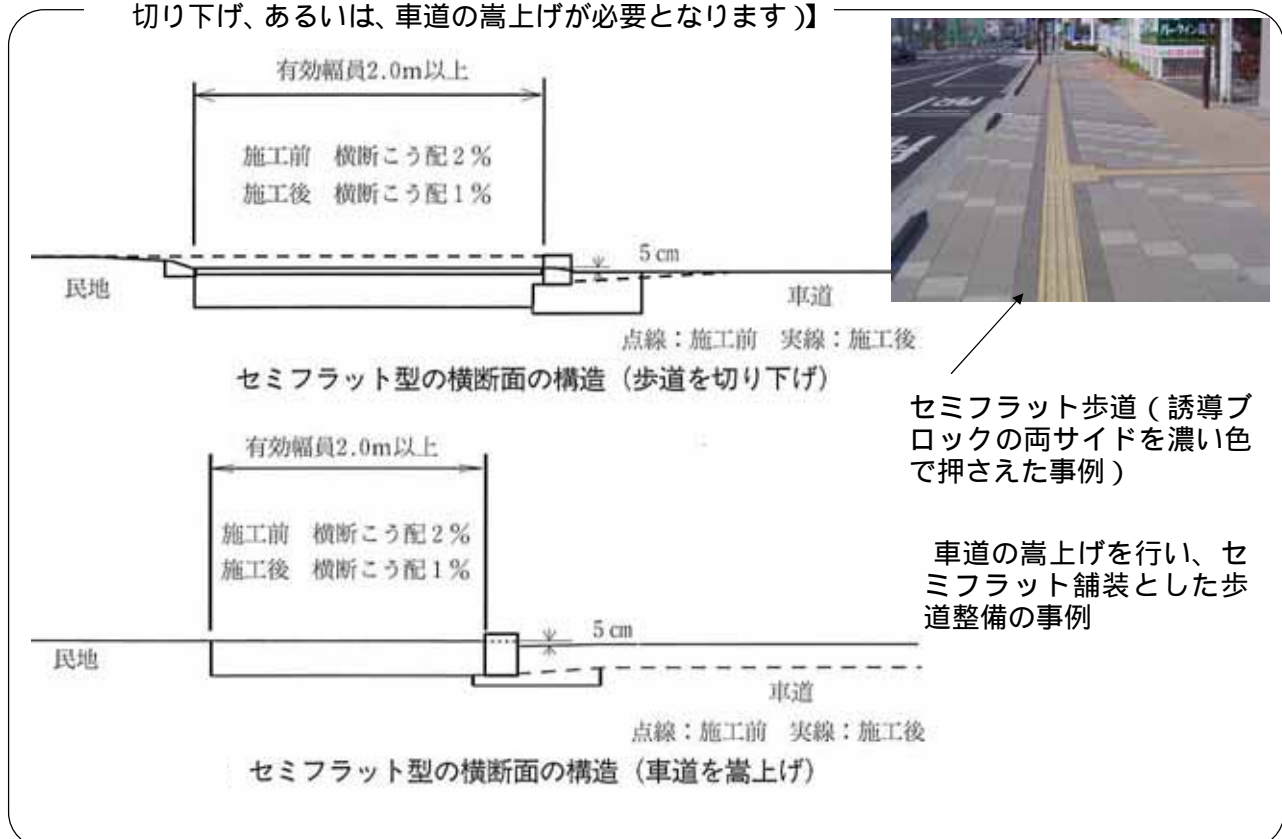 切り下げ、あるいは、車道の嵩上げが必要となります)】
有効幅員2.0m以上
施工前 横断こう配2%
施工後 横断こう配1%
5cm
民地
車道
点線:施工前 実線:施工後
セミフラット型の横断面の構造(歩道を切り下げ)
セミフラット歩道(誘導ブ
ロックの両サイドを濃い色
で押さえた事例)
車道の嵩上げを行い、セ
ミフラット舗装とした歩
道整備の事例
有効幅員2.0m以上
施工前 横断こう配2%
施工後 横断こう配1%
5cm
民地
車道
点線:施工前 実線:施工後
セミフラット型の横断面の構造(車道を嵩上げ)